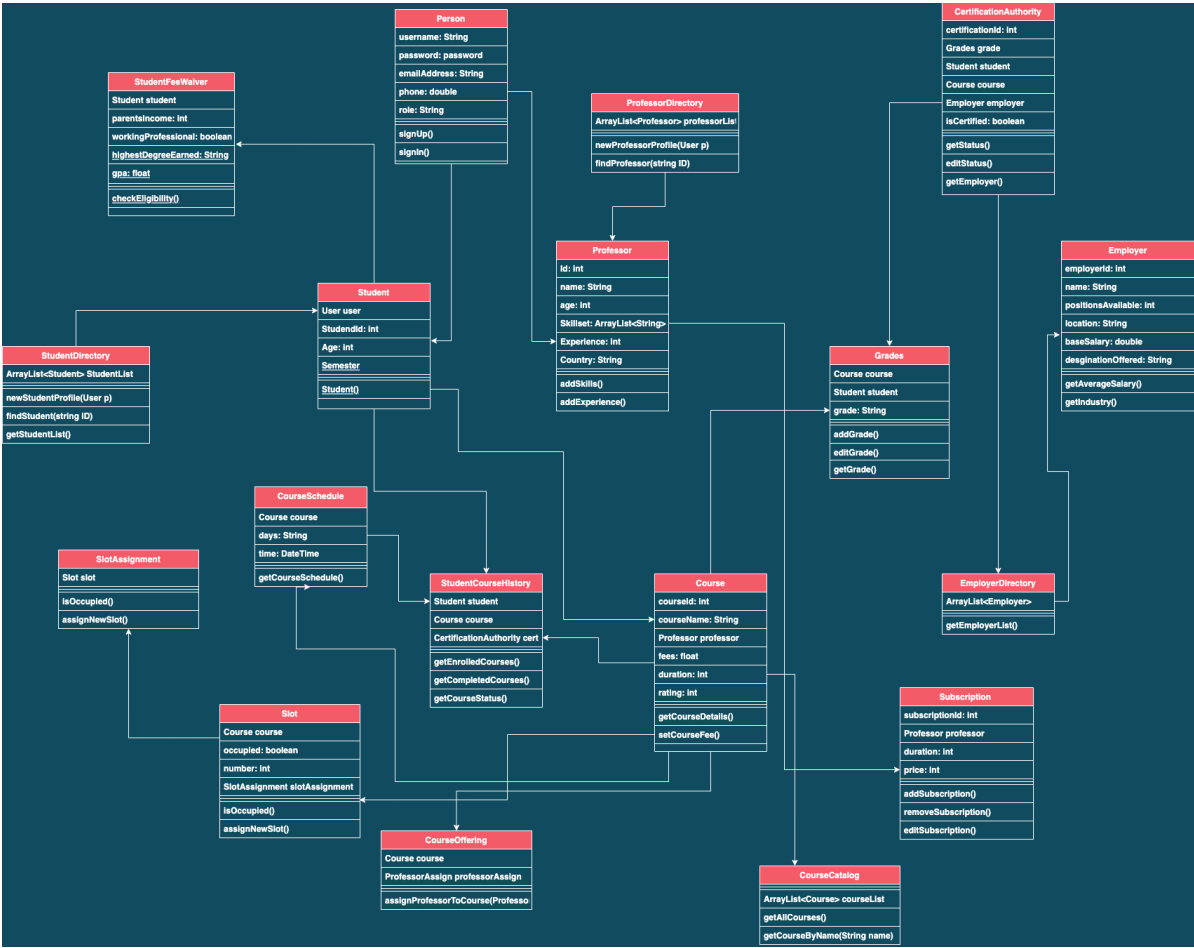 Person
username: String
password: password
emailAddress: String
phone: double
role: String
signUp()
signIn()
CertificationAuthority
certificationId: int
Grades grade
Student student
Course course
Employer employer
isCertified: boolean
getStatus()
editStatus()
getEmployer()
StudentFeeWaiver
Student student
parentsIncome: int
workingProfessional: boolean
highestDegreeEarned: String
gpa: float
checkEligibility()
ProfessorDirectory
ArrayList<Professor> professorList
newProfessorProfile(User p)
findProfessor(string ID)
Professor
Id: int
name: String
age: int
Skillset: ArrayList<String>
Experience: int
Country: String
addSkills()
addExperience()
Employer
employerId: int
name: String
positionsAvailable: int
location: String
baseSalary: double
desginationOffered: String
getAverageSalary()
getIndustry()
Student
User user
StudendId: int
Age: int
Semester
Student()
StudentDirectory
ArrayList<Student> StudentList
newStudentProfile(User p)
findStudent(string ID)
getStudentList()
Grades
Course course
Student student
grade: String
addGrade()
editGrade()
getGrade()
CourseSchedule
Course course
days: String
time: DateTime
getCourseSchedule()
SlotAssignment
Slot slot
isOccupied()
assignNewSlot()
StudentCourseHistory
Student student
Course course
CertificationAuthority cert
getEnrolledCourses()
getCompletedCourses()
getCourseStatus()
Course
courseId: int
courseName: String
Professor professor
fees: float
duration: int
rating: int
getCourseDetails()
setCourseFee()
EmployerDirectory
ArrayList<Employer>
getEmployerList()
Subscription
subscriptionId: int
Professor professor
duration: int
price: int
addSubscription()
removeSubscription()
editSubscription()
Slot
Course course
occupied: boolean
number: int
SlotAssignment slotAssignment
isOccupied()
assignNewSlot()
CourseOffering
Course course
ProfessorAssign professorAssign
assignProfessorToCourse(Professo
CourseCatalog
ArrayList<Course> courseList
getAllCourses()
getCourseByName(String name)